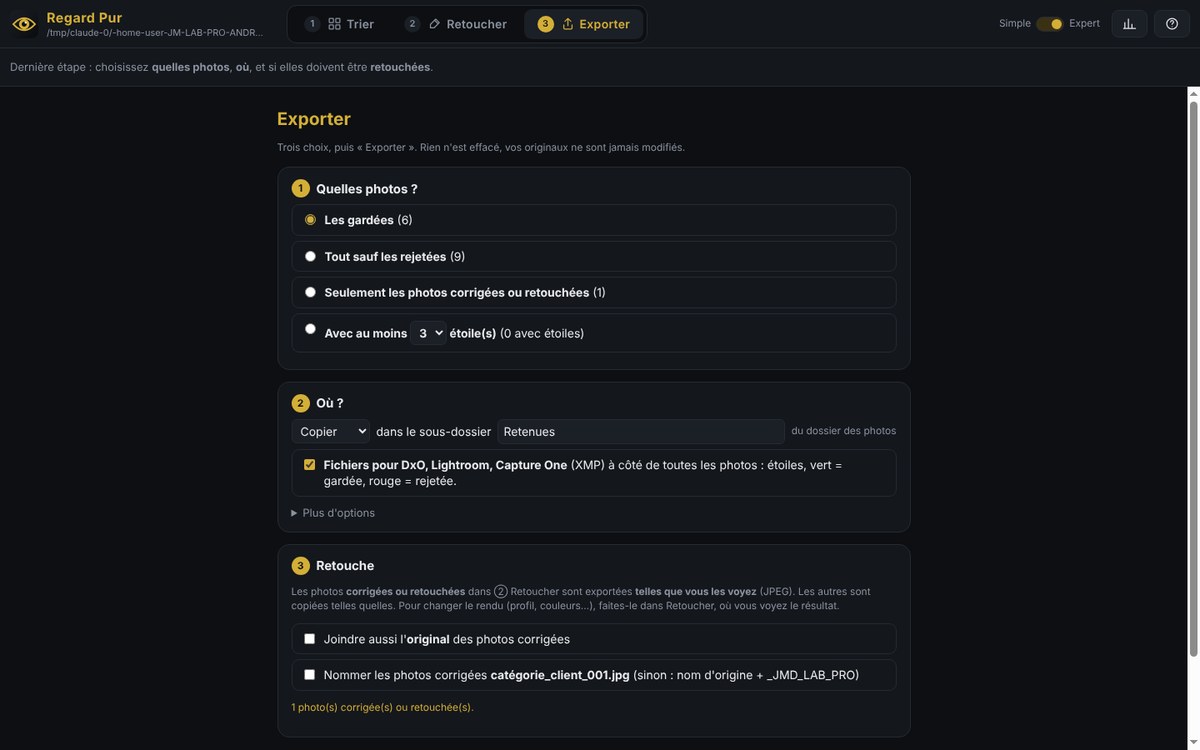 Regard Pur
/tmp/claude-0/-home-user-JM-LAB-PRO-ANDR...
1 Trier
2 Retoucher
3 Exporter
Simple Expert
Dernière étape : choisissez quelles photos, où, et si elles doivent être retouchées.
Exporter
Trois choix, puis « Exporter ». Rien n'est effacé, vos originaux ne sont jamais modifiés.
1 Quelles photos ?
Les gardées (6)
Tout sauf les rejetées (9)
Seulement les photos corrigées ou retouchées (1)
Avec au moins 3 étoile(s) (0 avec étoiles)
2 Où ?
Copier dans le sous-dossier Retenues du dossier des photos
Fichiers pour DxO, Lightroom, Capture One (XMP) à côté de toutes les photos : étoiles, vert =
gardée, rouge = rejetée.
Plus d'options
3 Retouche
Les photos corrigées ou retouchées dans ② Retoucher sont exportées telles que vous les voyez (JPEG). Les autres sont
copiées telles quelles. Pour changer le rendu (profil, couleurs...), faites-le dans Retoucher, où vous voyez le résultat.
Joindre aussi l'original des photos corrigées
Nommer les photos corrigées catégorie_client_001.jpg (sinon : nom d'origine + _JMD_LAB_PRO)
1 photo(s) corrigée(s) ou retouchée(s).